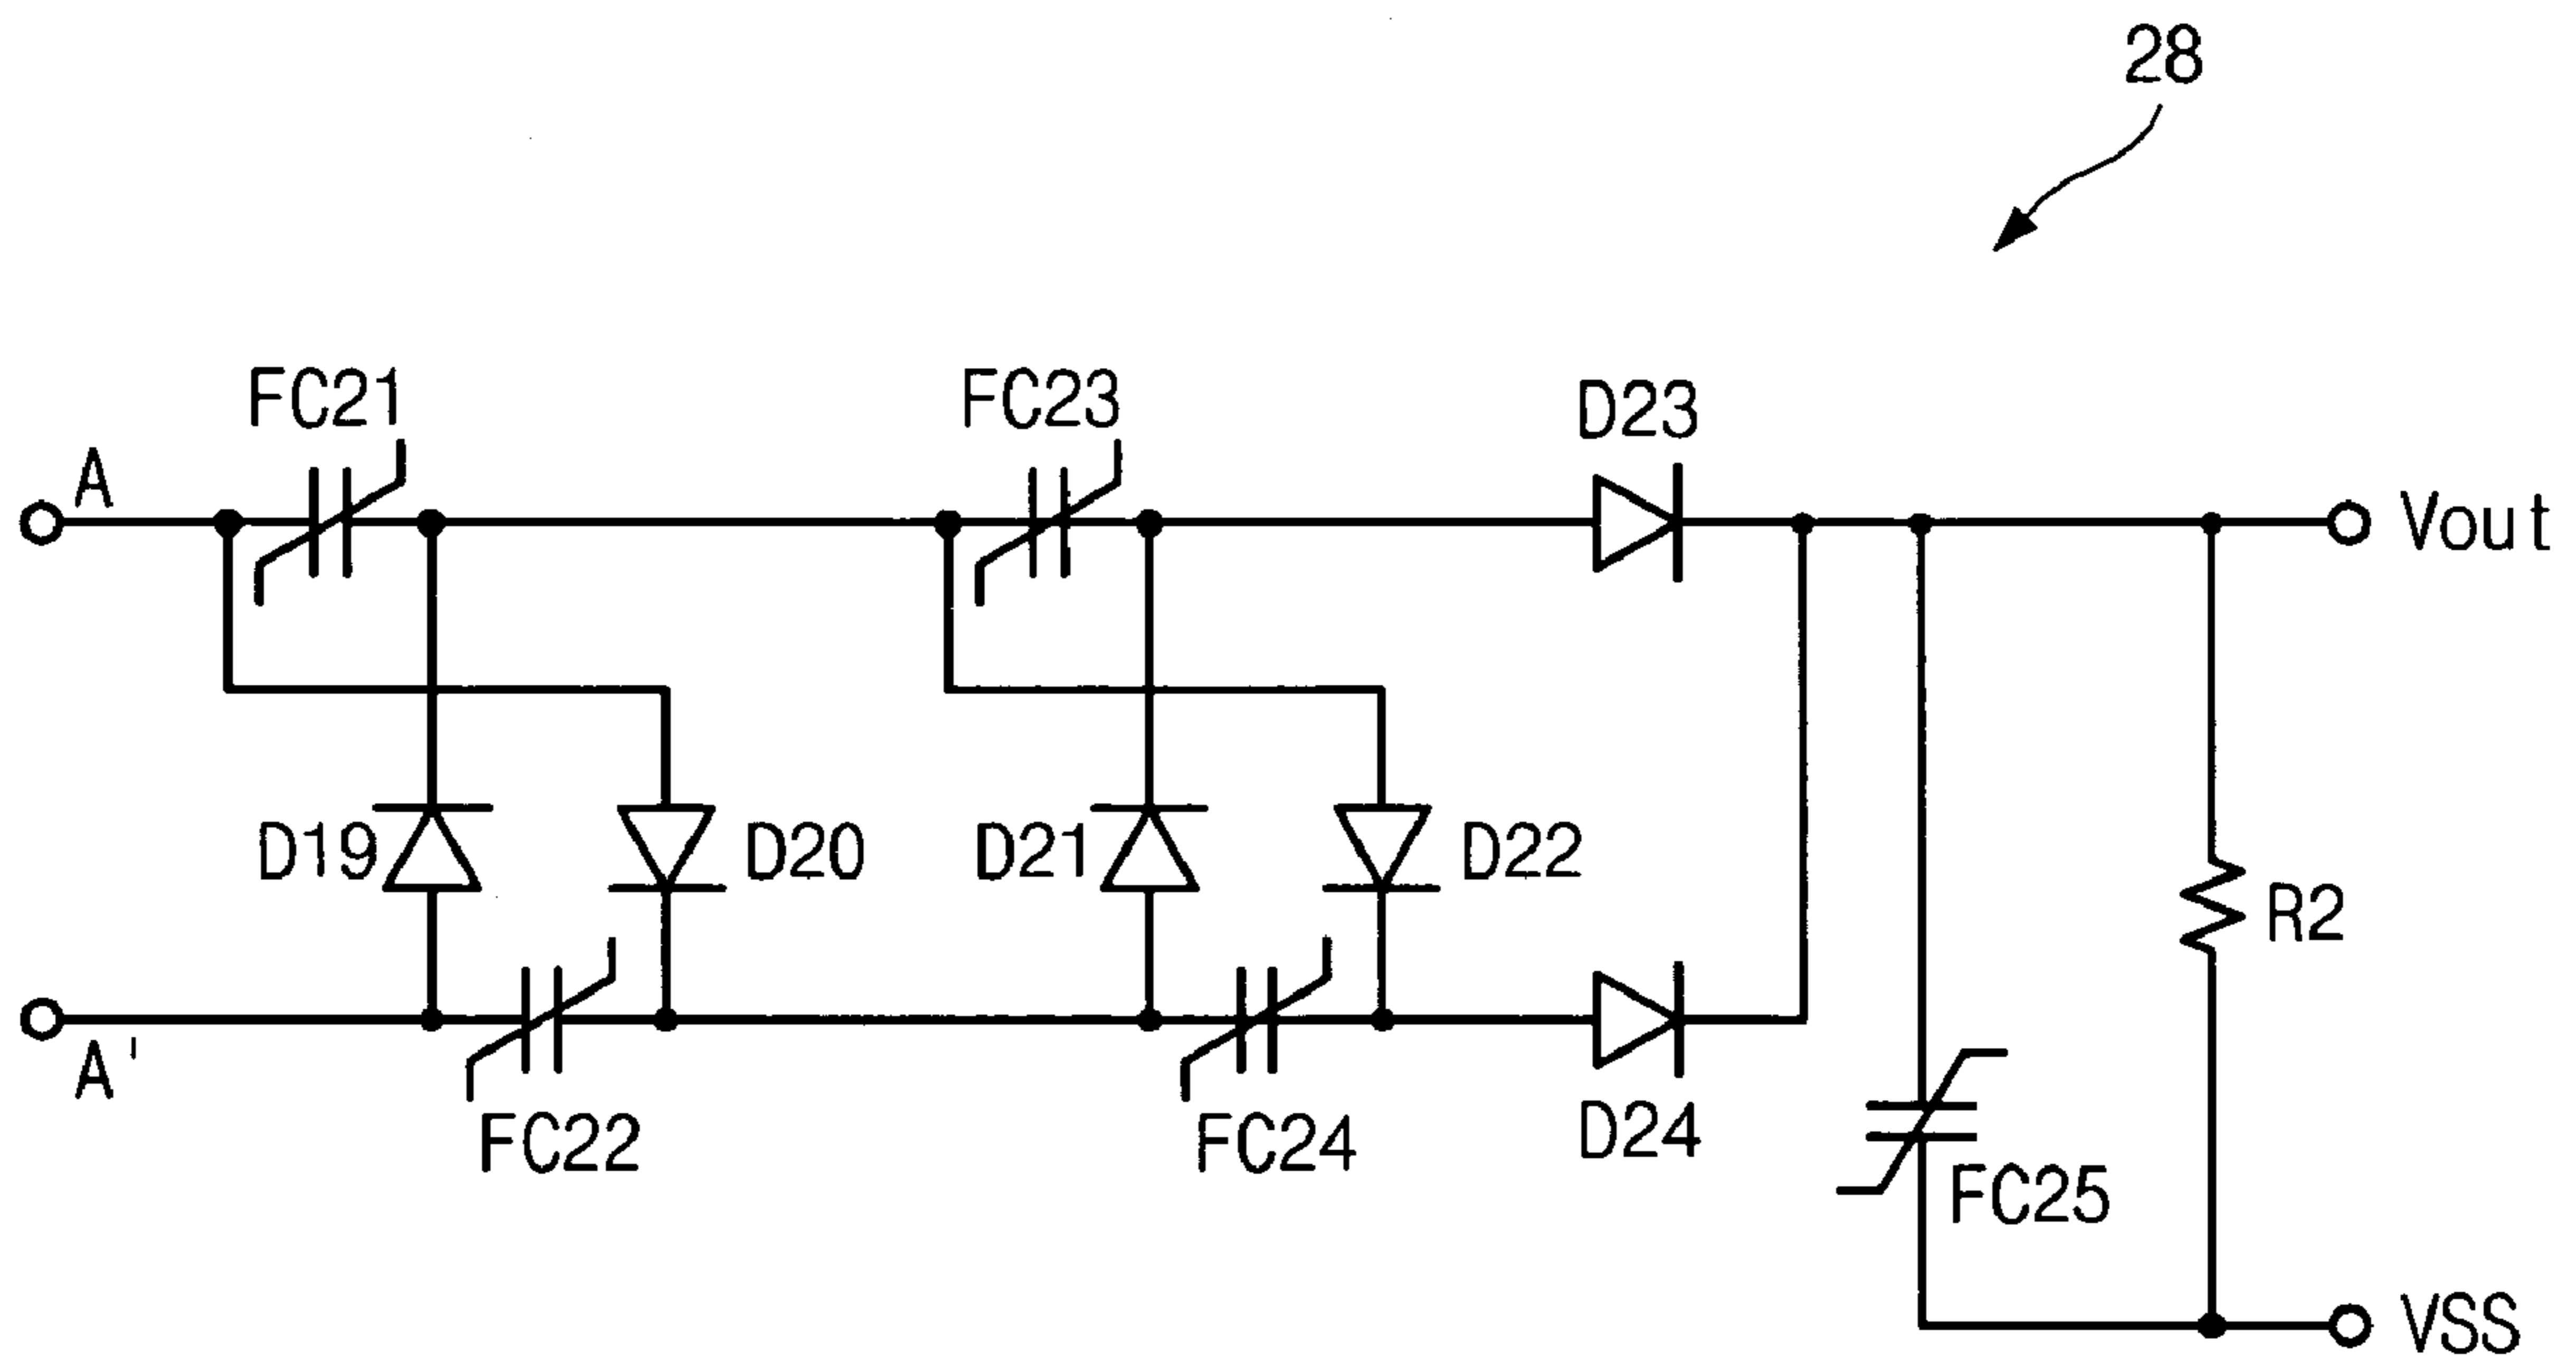 28
FC21
FC23
D23
A
Vout
D19
D20
D21
D22
R2
A'
FC22
FC24
D24
FC25
VSS